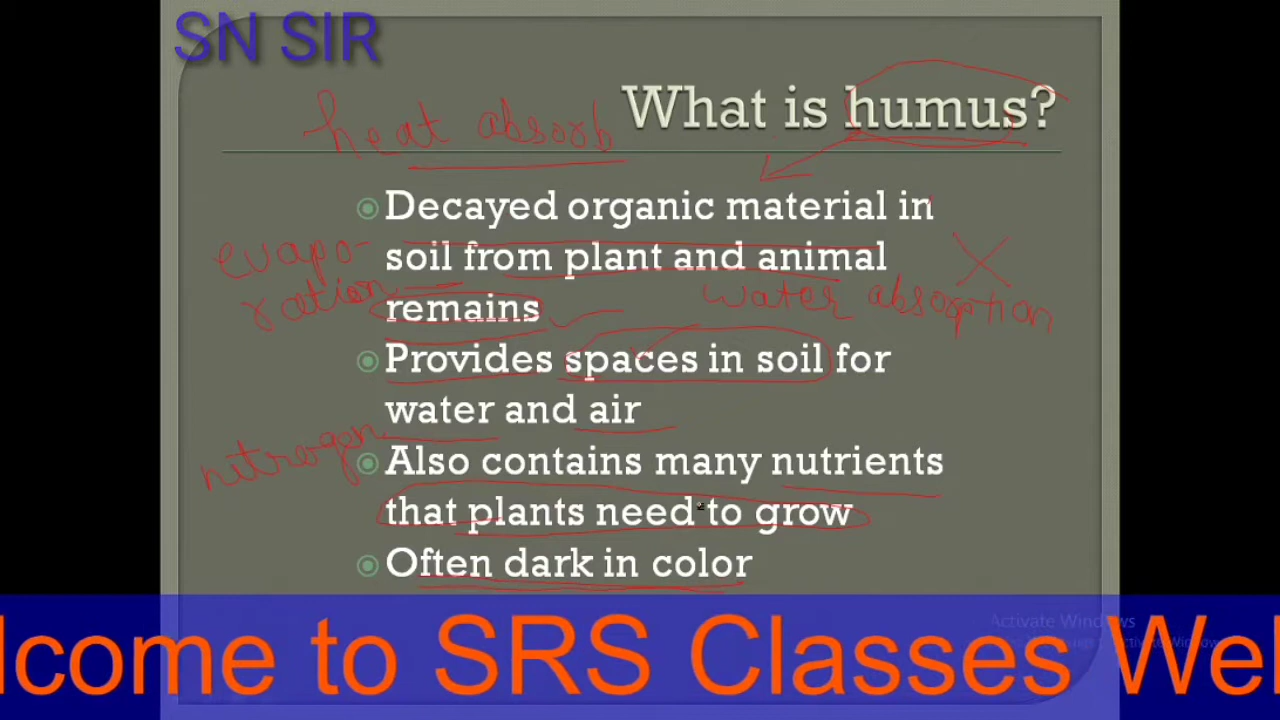 SN SIR
What is humus?
heat absorb
Decayed organic material in
soil from plant and animal
remains
evapo-
ration
water absorption
Provides spaces in soil for
water and air
nitrogen
Also contains many nutrients
that plants need to grow
Often dark in color
Activate Windows
lcome to SRS Classes Wel